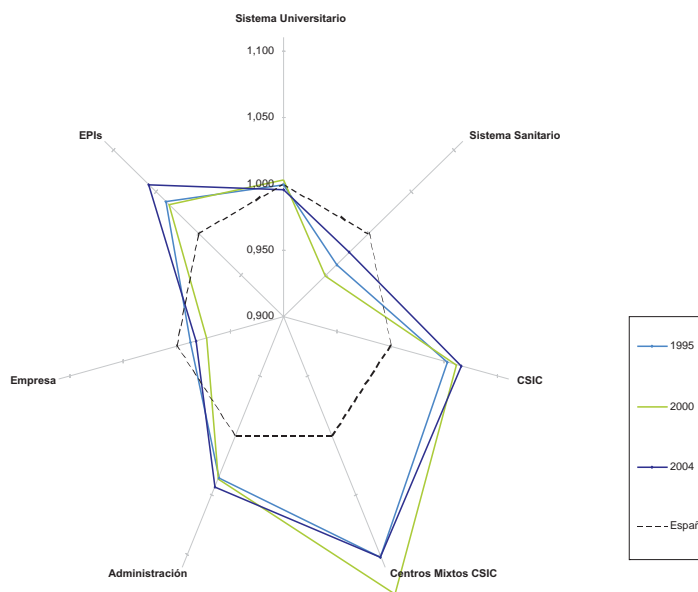 Sistema Universitario
1,100
1,050
EPIs
Sistema Sanitario
1,000
0,950
0,900
1995
Empresa
CSIC
2000
2004
Españ
Administración
Centros Mixtos CSIC